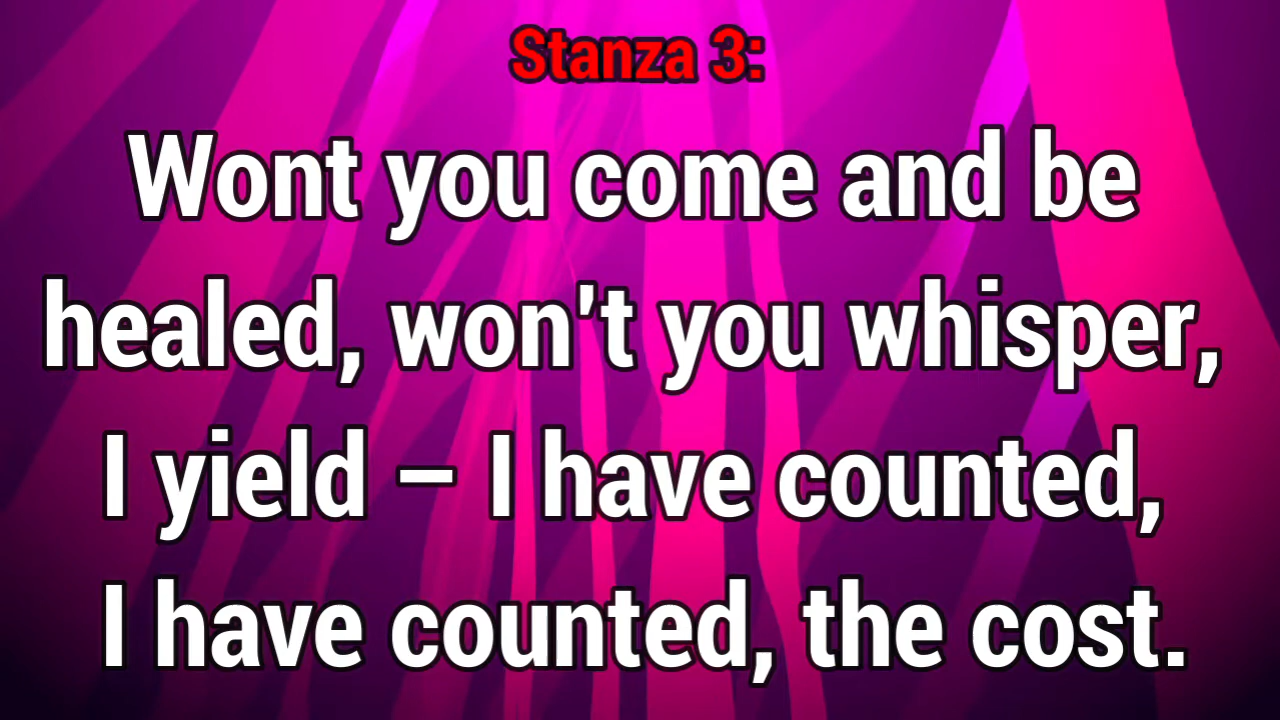 Stanza 3:
Wont you come and be
healed, won't you whisper,
I yield – I have counted,
I have counted, the cost.